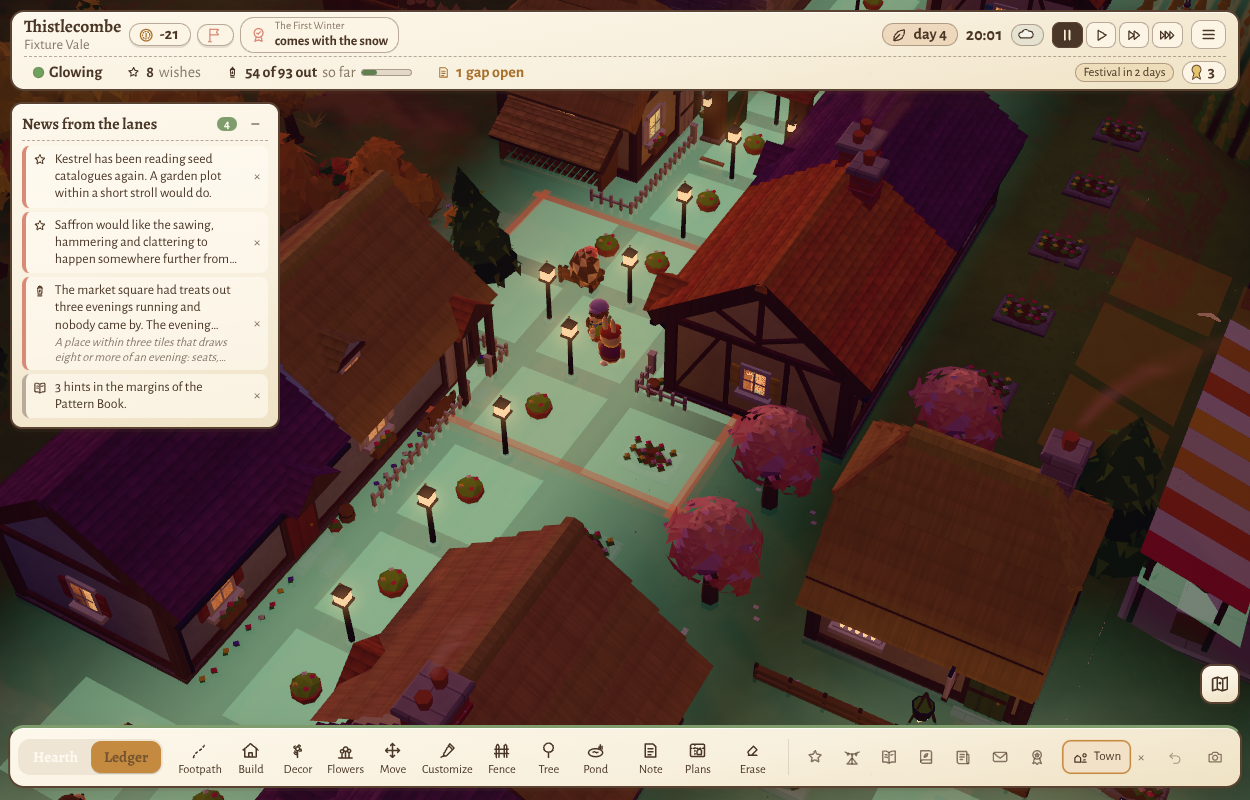 Thistlecombe
Fixture Vale
-21
The First Winter
comes with the snow
day 4
20:01
Glowing
8 wishes
54 of 93 out so far
1 gap open
Festival in 2 days
3
News from the lanes
4
Kestrel has been reading seed
catalogues again. A garden plot
within a short stroll would do.
×
Saffron would like the sawing,
hammering and clattering to
happen somewhere further from…
×
The market square had treats out
three evenings running and
nobody came by. The evening…
A place within three tiles that draws
eight or more of an evening: seats,…
×
3 hints in the margins of the
Pattern Book.
×
Hearth
Ledger
Footpath
Build
Decor
Flowers
Move
Customize
Fence
Tree
Pond
Note
Plans
Erase
Town
×